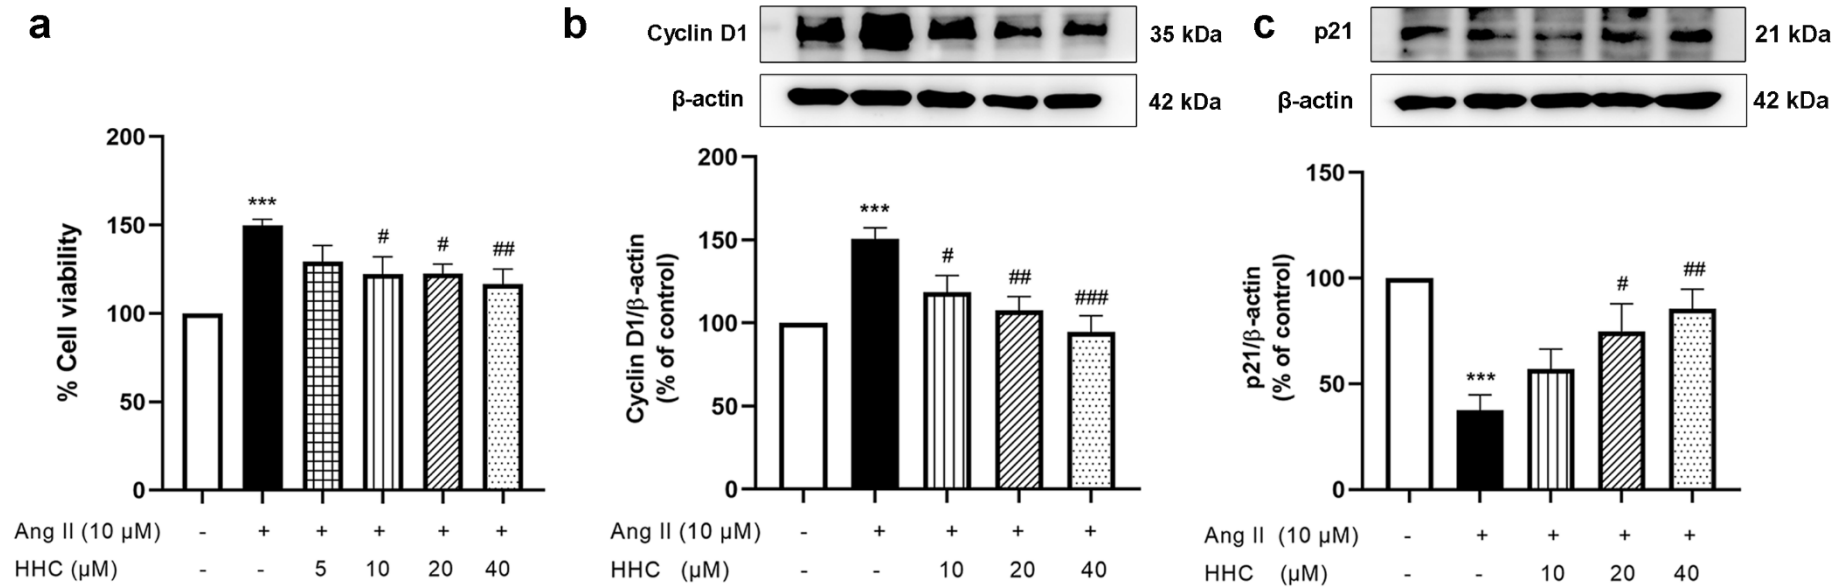 a
200
150
100
50
0
% Cell viability
***
#
#
##
Ang II (10 µM) - + + + + +
HHC (µM) - - 5 10 20 40
b
Cyclin D1 35 kDa
β-actin 42 kDa
200
150
100
50
0
Cyclin D1/β-actin
(% of control)
***
#
##
###
Ang II (10 µM) - + + + +
HHC (µM) - - 10 20 40
c
p21 21 kDa
β-actin 42 kDa
150
100
50
0
p21/β-actin
(% of control)
***
#
##
Ang II (10 µM) - + + + +
HHC (µM) - - 10 20 40